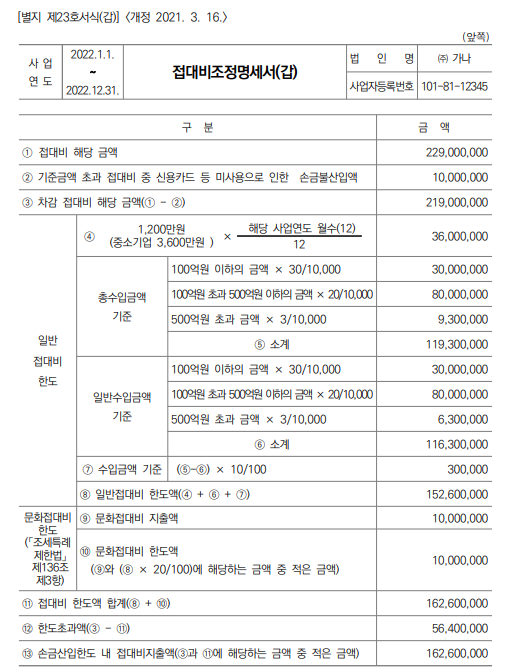 [별지 제23호서식(갑)] <개정 2021. 3. 16.>
(앞쪽)
사 업
연 도
2022.1.1.
~
2022.12.31.
접대비조정명세서(갑)
법 인 명
㈜ 가나
사업자등록번호
101-81-12345
구 분
금 액
① 접대비 해당 금액
229,000,000
② 기준금액 초과 접대비 중 신용카드 등 미사용으로 인한 손금불산입액
10,000,000
③ 차감 접대비 해당 금액(① - ②)
219,000,000
일반
접대비
한도
④
1,200만원
(중소기업 3,600만원 )
×
해당 사업연도 월수(12)
12
36,000,000
총수입금액
기준
100억원 이하의 금액 × 30/10,000
30,000,000
100억원 초과 500억원 이하의 금액 × 20/10,000
80,000,000
500억원 초과 금액 × 3/10,000
9,300,000
⑤ 소계
119,300,000
일반수입금액
기준
100억원 이하의 금액 × 30/10,000
30,000,000
100억원 초과 500억원 이하의 금액 × 20/10,000
80,000,000
500억원 초과 금액 × 3/10,000
6,300,000
⑥ 소계
116,300,000
⑦ 수입금액 기준
(⑤-⑥) × 10/100
300,000
⑧ 일반접대비 한도액(④ + ⑥ + ⑦)
152,600,000
문화접대비
한도
(「조세특례
제한법」
제136조
제3항)
⑨ 문화접대비 지출액
10,000,000
⑩ 문화접대비 한도액
(⑨와 (⑧ × 20/100)에 해당하는 금액 중 적은 금액)
10,000,000
⑪ 접대비 한도액 합계(⑧ + ⑩)
162,600,000
⑫ 한도초과액(③ - ⑪)
56,400,000
⑬ 손금산입한도 내 접대비지출액(③과 ⑪에 해당하는 금액 중 적은 금액)
162,600,000